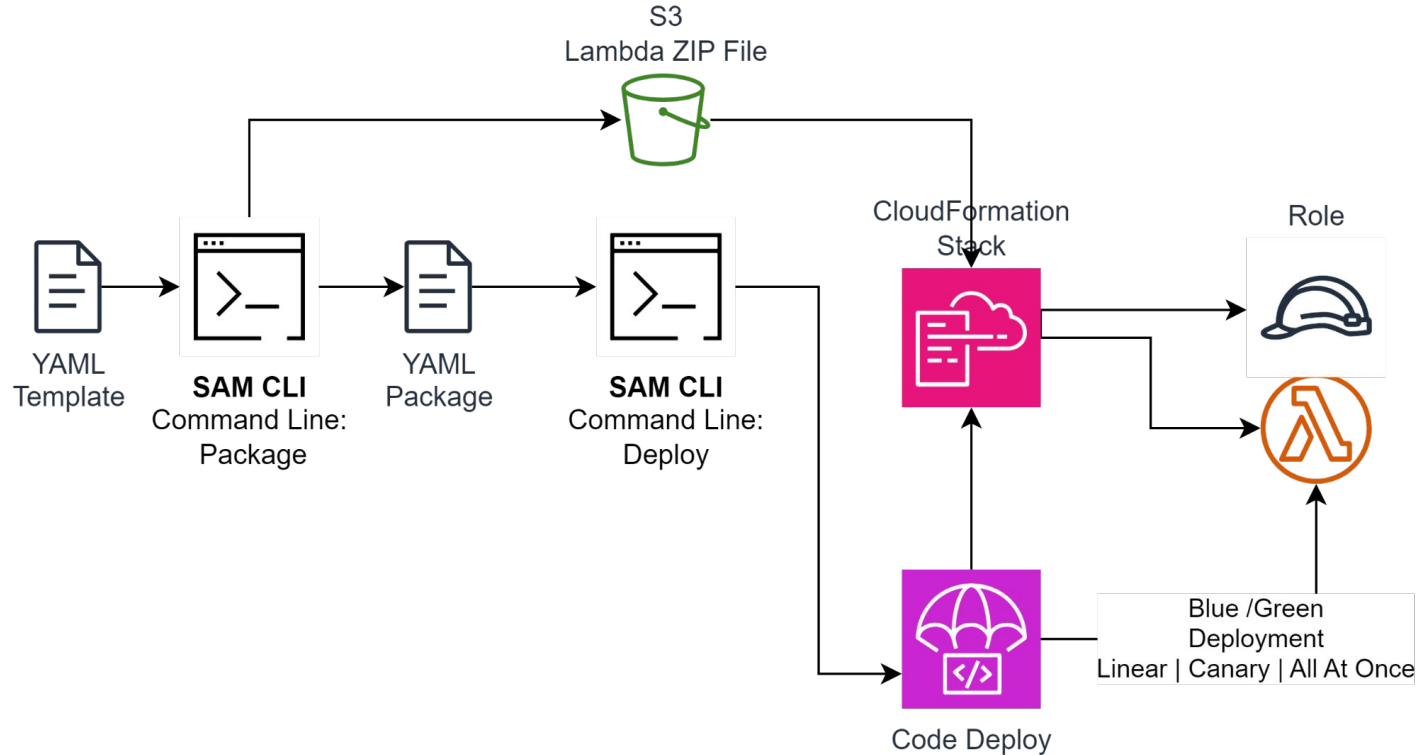 S3
Lambda ZIP File
CloudFormation
Stack
Role
YAML
Template
SAM CLI
Command Line:
Package
YAML
Package
SAM CLI
Command Line:
Deploy
Blue /Green
Deployment
Linear | Canary | All At Once
Code Deploy